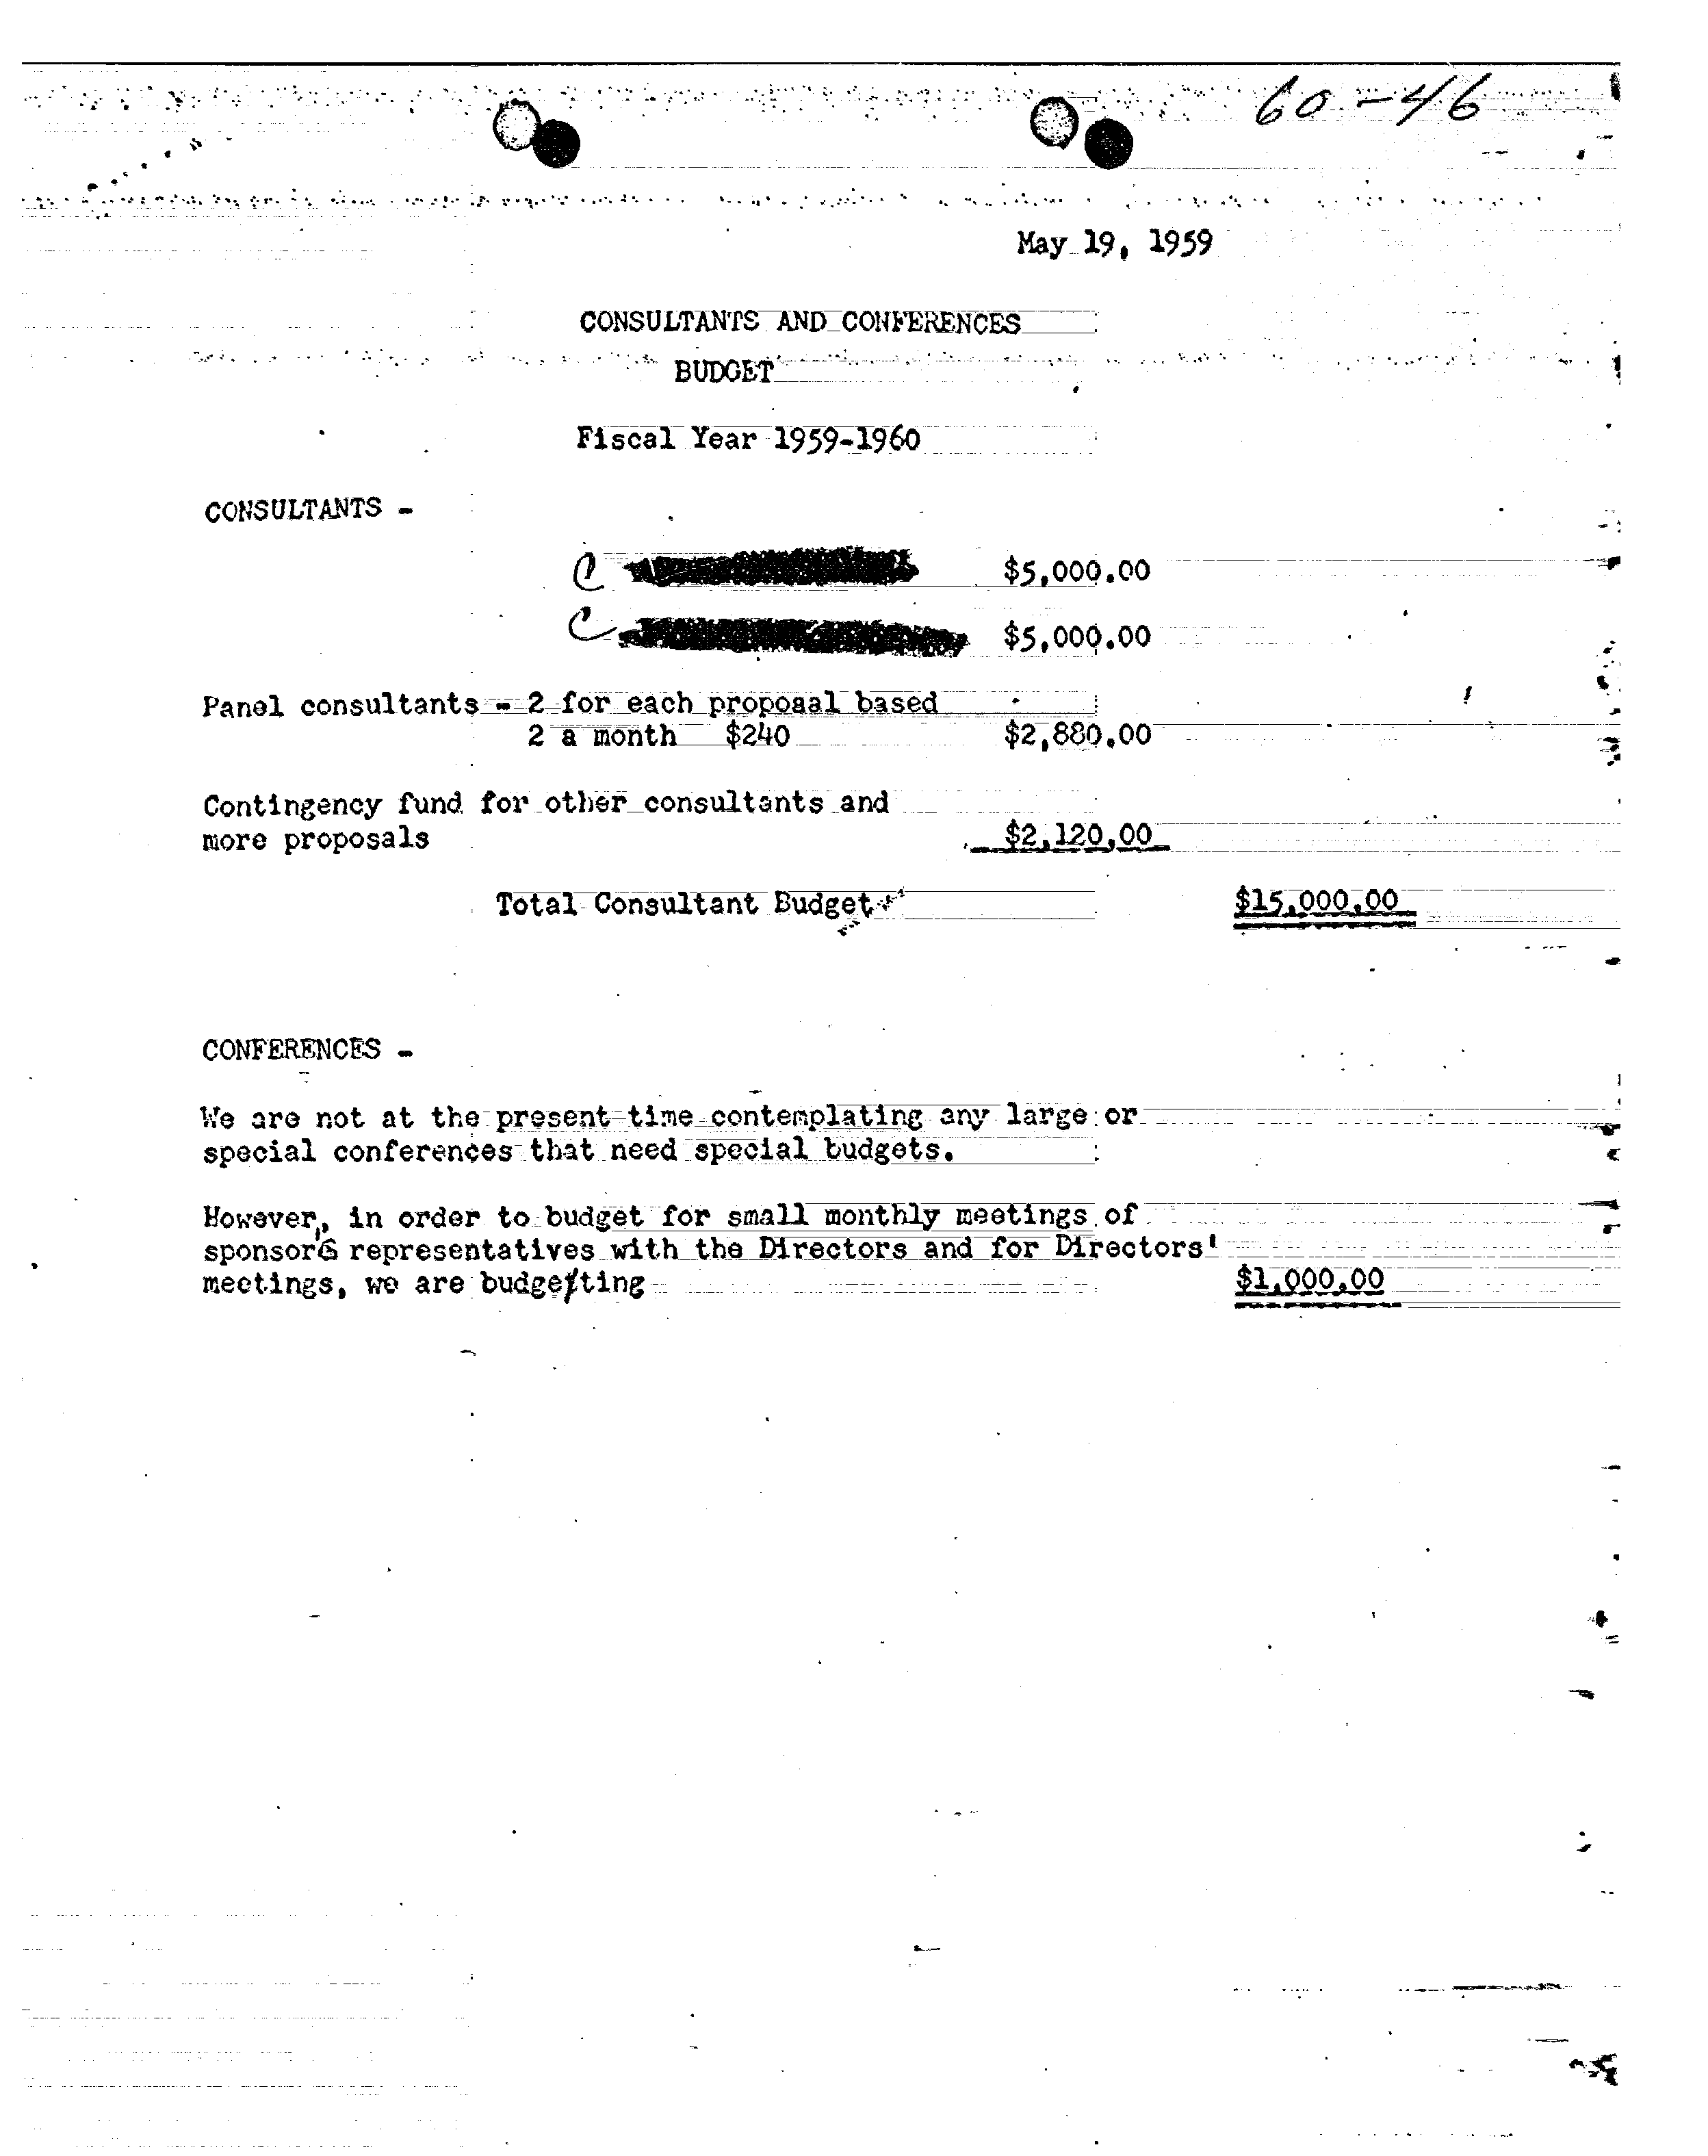 60-46
May 19, 1959
CONSULTANTS AND CONFERENCES
BUDGET
Fiscal Year 1959-1960
CONSULTANTS -
C $5,000.00
C $5,000.00
Panel consultants - 2 for each proposal based
2 a month $240 $2,880.00
Contingency fund for other consultants and
more proposals $2,120,00
Total Consultant Budget $15,000,00
CONFERENCES -
We are not at the present time contemplating any large or
special conferences that need special budgets.
However, in order to budget for small monthly meetings of
sponsors representatives with the Directors and for Directors'
meetings, we are budgetting $1,000,00